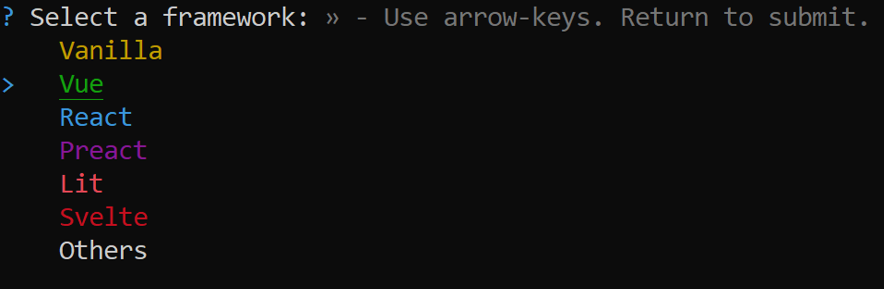 ? Select a framework: » - Use arrow-keys. Return to submit.
Vanilla
> Vue
React
Preact
Lit
Svelte
Others